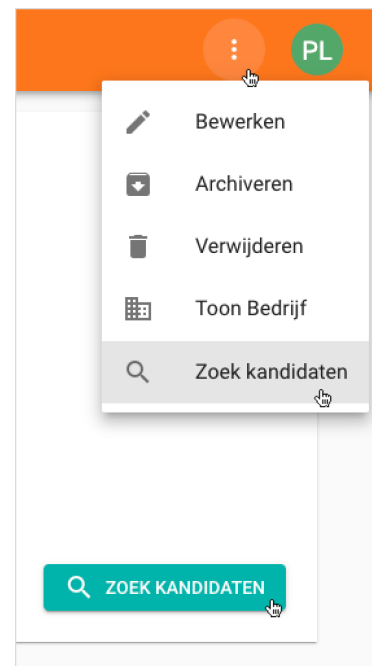 PL
Bewerken
Archiveren
Verwijderen
Toon Bedrijf
Zoek kandidaten
ZOEK KANDIDATEN